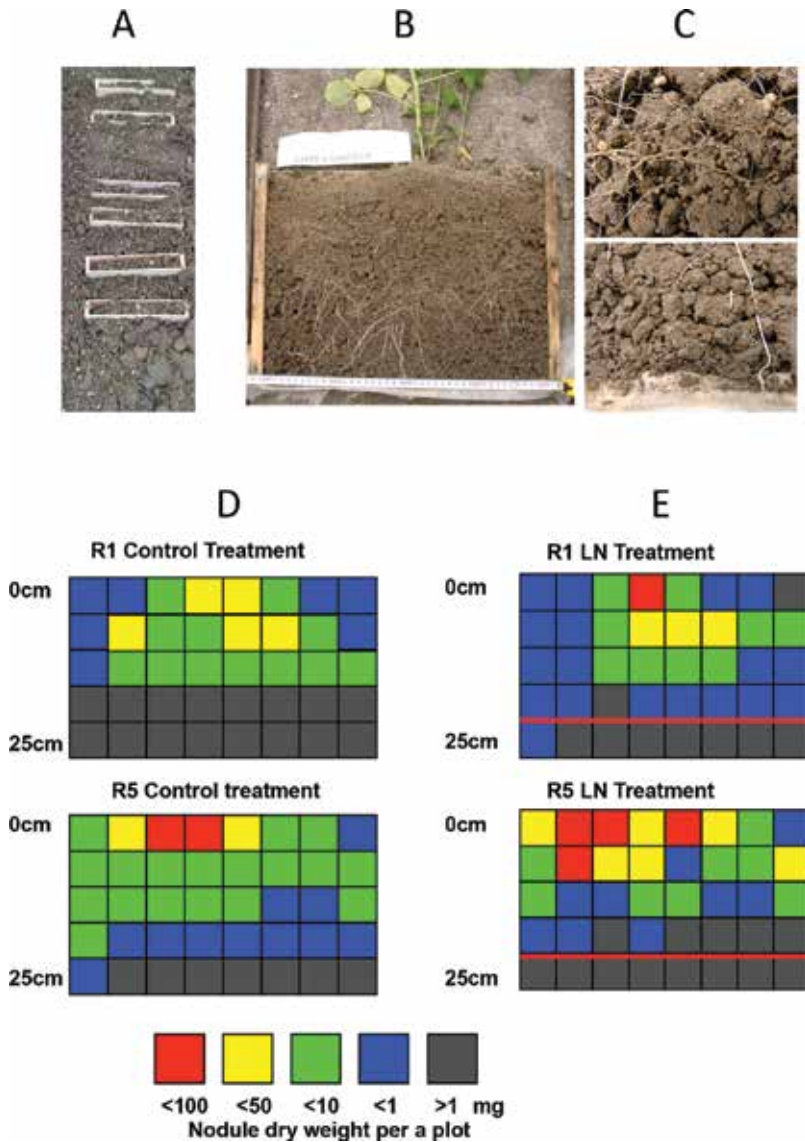 A
B
C
D
E
R1 Control Treatment
0cm
25cm
R1 LN Treatment
0cm
25cm
R5 Control treatment
0cm
25cm
R5 LN Treatment
0cm
25cm
<100 <50 <10 <1 >1 mg
Nodule dry weight per a plot